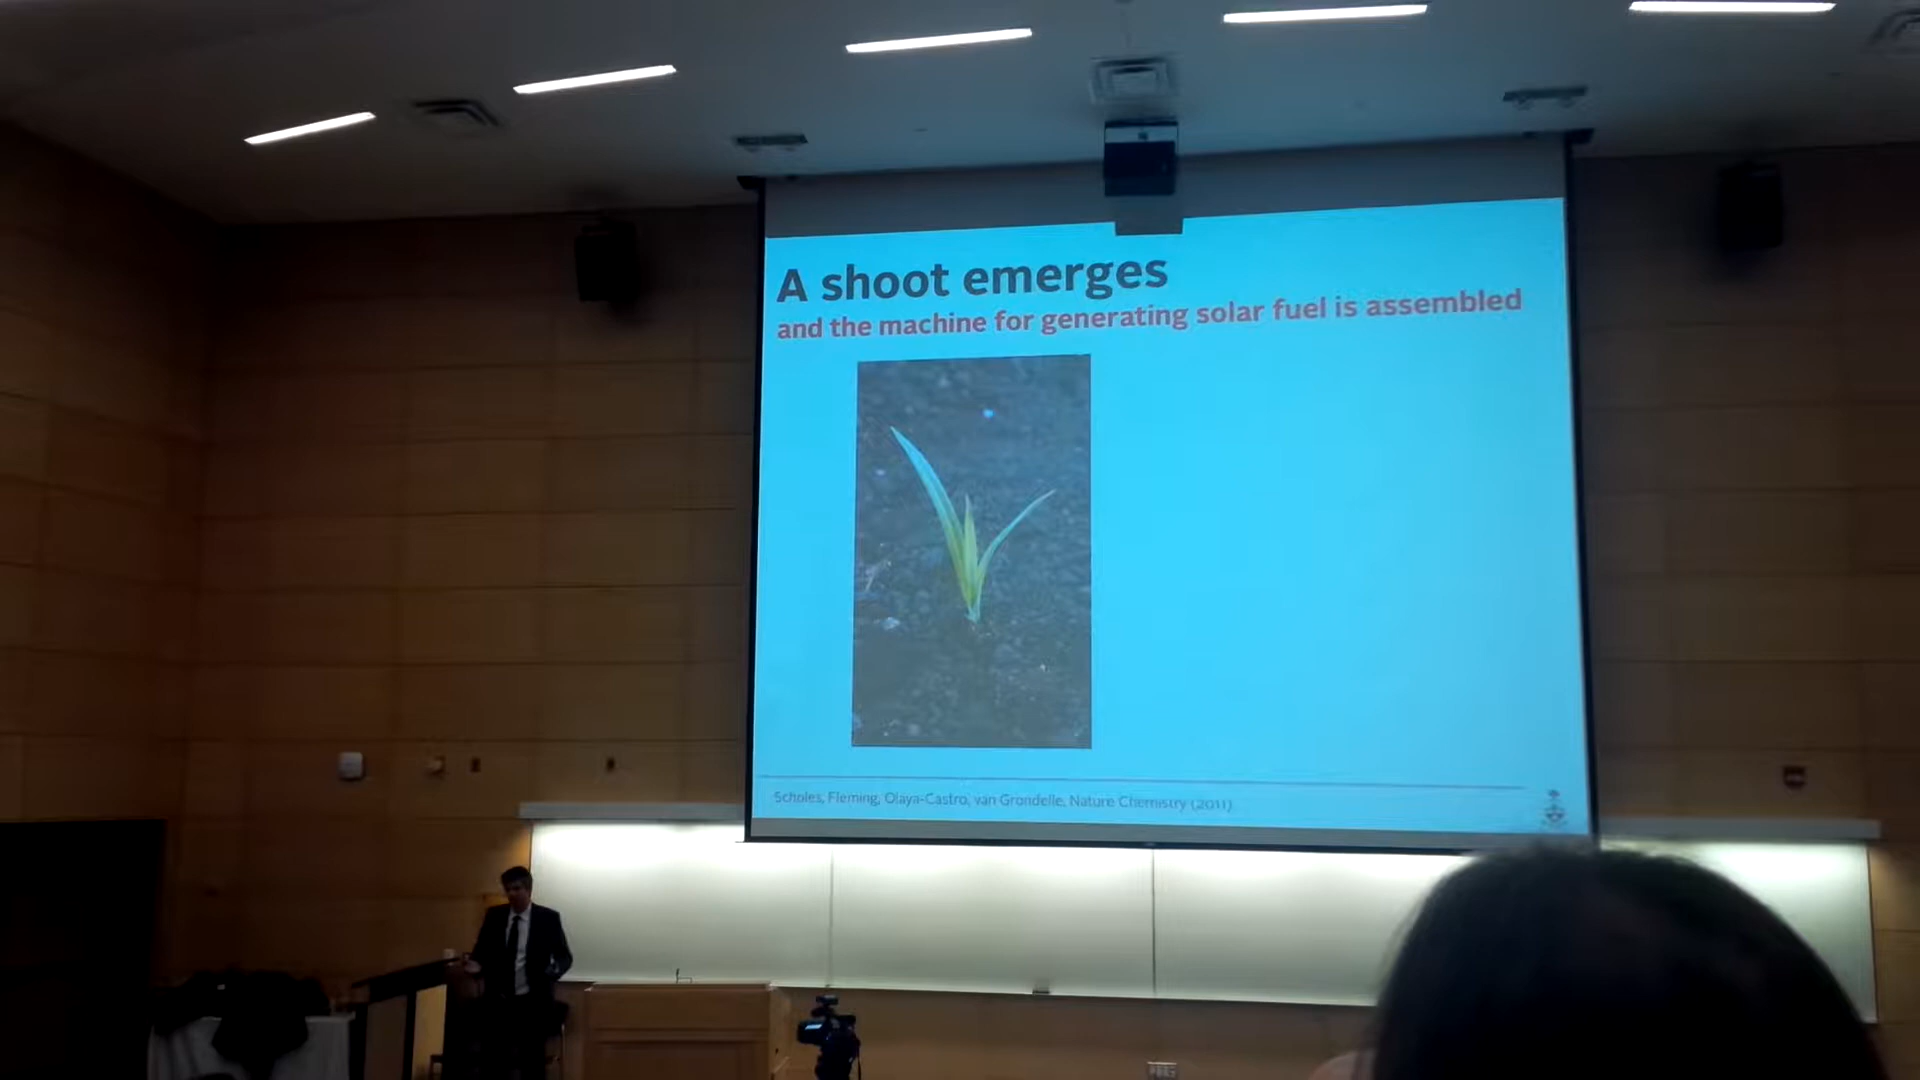 A shoot emerges
and the machine for generating solar fuel is assembled
Scholes, Fleming, Olaya-Castro, van Grondelle, Nature Chemistry (2011)